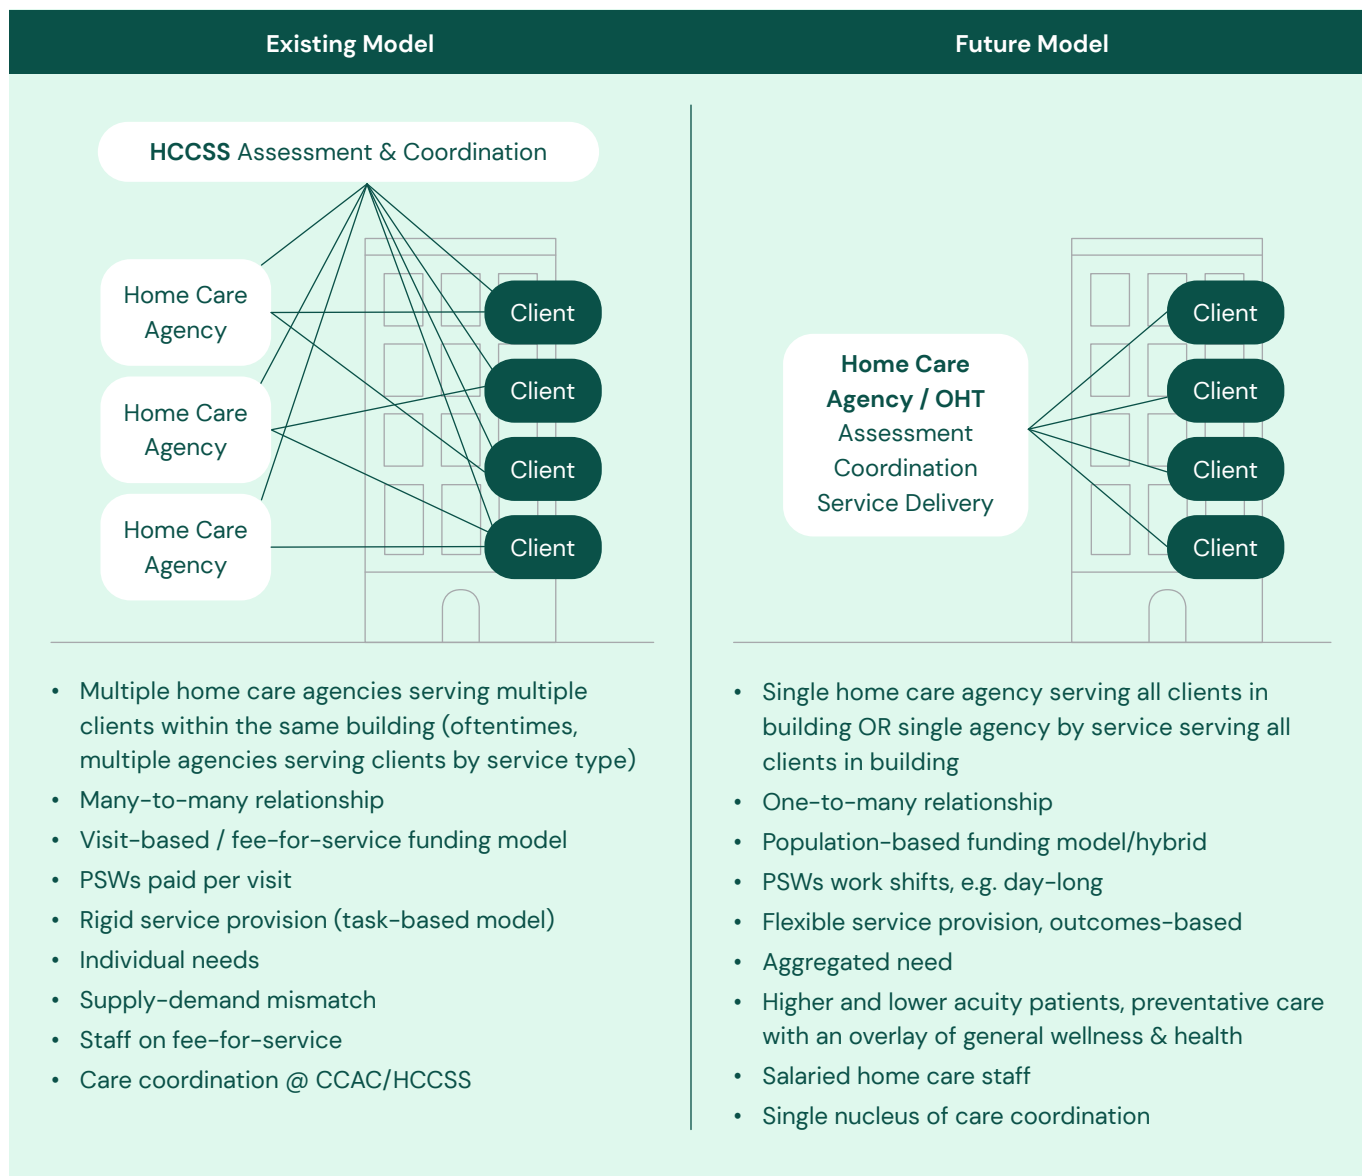 Existing Model
HCCSS Assessment & Coordination
Home Care
Agency
Home Care
Agency
Home Care
Agency
Client
Client
Client
Client
• Multiple home care agencies serving multiple
clients within the same building (oftentimes,
multiple agencies serving clients by service type)
• Many-to-many relationship
• Visit-based / fee-for-service funding model
• PSWs paid per visit
• Rigid service provision (task-based model)
• Individual needs
• Supply-demand mismatch
• Staff on fee-for-service
• Care coordination @ CCAC/HCCSS
Future Model
Home Care
Agency / OHT
Assessment
Coordination
Service Delivery
Client
Client
Client
Client
• Single home care agency serving all clients in
building OR single agency by service serving all
clients in building
• One-to-many relationship
• Population-based funding model/hybrid
• PSWs work shifts, e.g. day-long
• Flexible service provision, outcomes-based
• Aggregated need
• Higher and lower acuity patients, preventative care
with an overlay of general wellness & health
• Salaried home care staff
• Single nucleus of care coordination